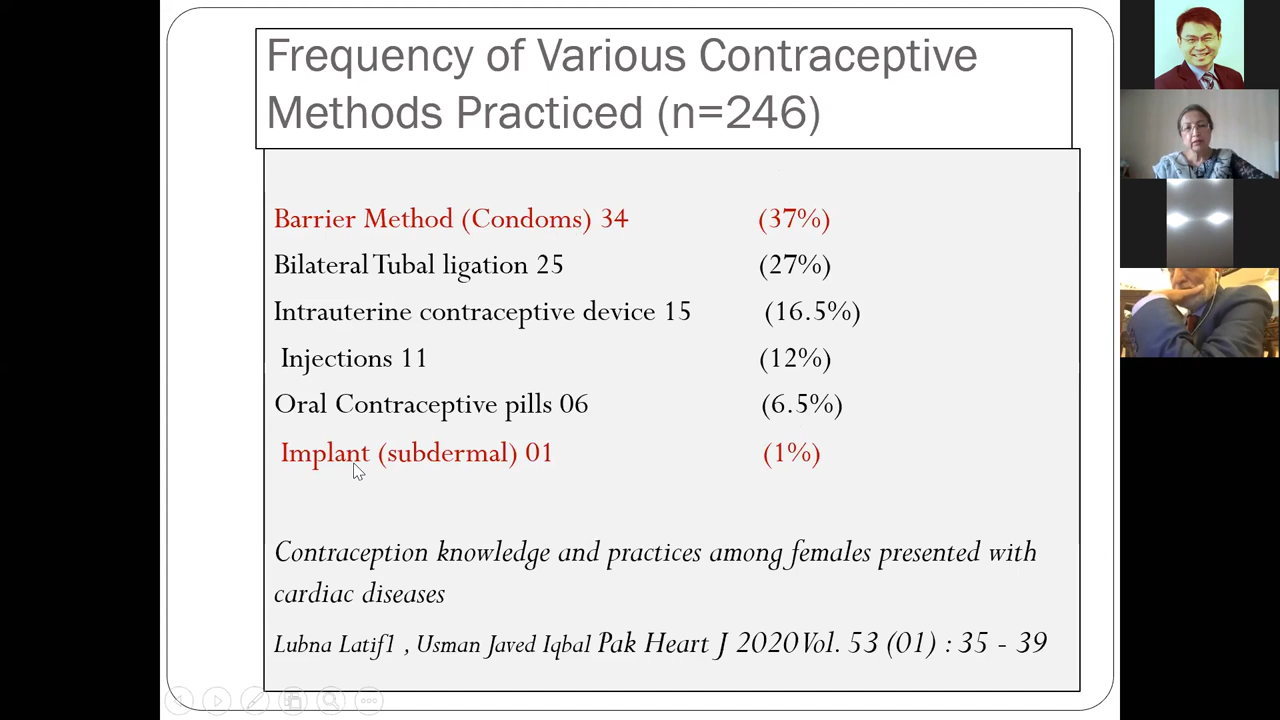 Frequency of Various Contraceptive
Methods Practiced (n=246)
Barrier Method (Condoms) 34 (37%)
Bilateral Tubal ligation 25 (27%)
Intrauterine contraceptive device 15 (16.5%)
Injections 11 (12%)
Oral Contraceptive pills 06 (6.5%)
Implant (subdermal) 01 (1%)
Contraception knowledge and practices among females presented with
cardiac diseases
Lubna Latif1 , Usman Javed Iqbal Pak Heart J 2020 Vol. 53 (01) : 35 - 39